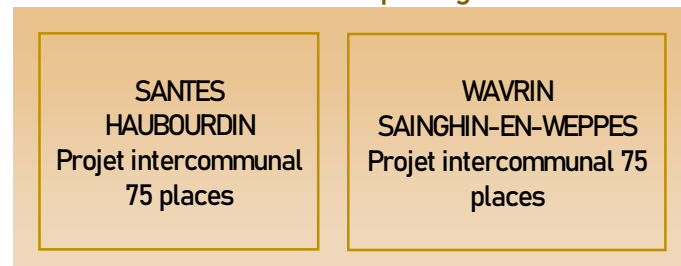 SANTES
HAUBOURDIN
Projet intercommunal
75 places
WAVRIN
SAINGHIN-EN-WEPPES
Projet intercommunal 75
places